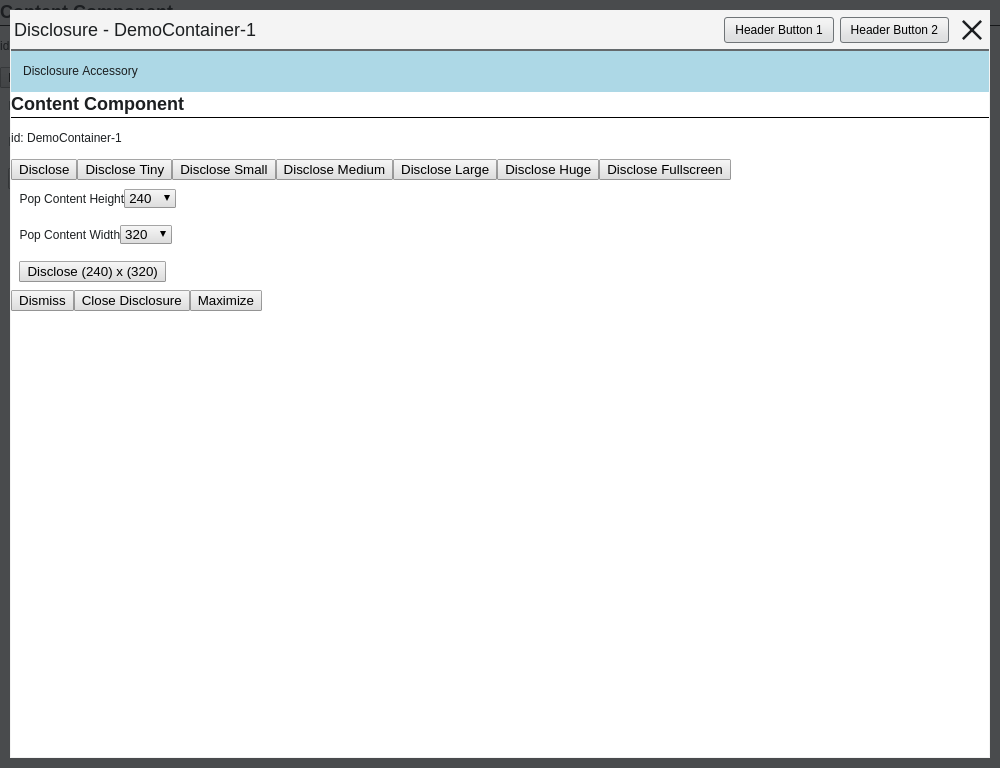 Disclosure - DemoContainer-1 Header Button 1 Header Button 2
Disclosure Accessory
Content Component
id: DemoContainer-1
Disclose Disclose Tiny Disclose Small Disclose Medium Disclose Large Disclose Huge Disclose Fullscreen
Pop Content Height 240
Pop Content Width 320
Disclose (240) x (320)
Dismiss Close Disclosure Maximize